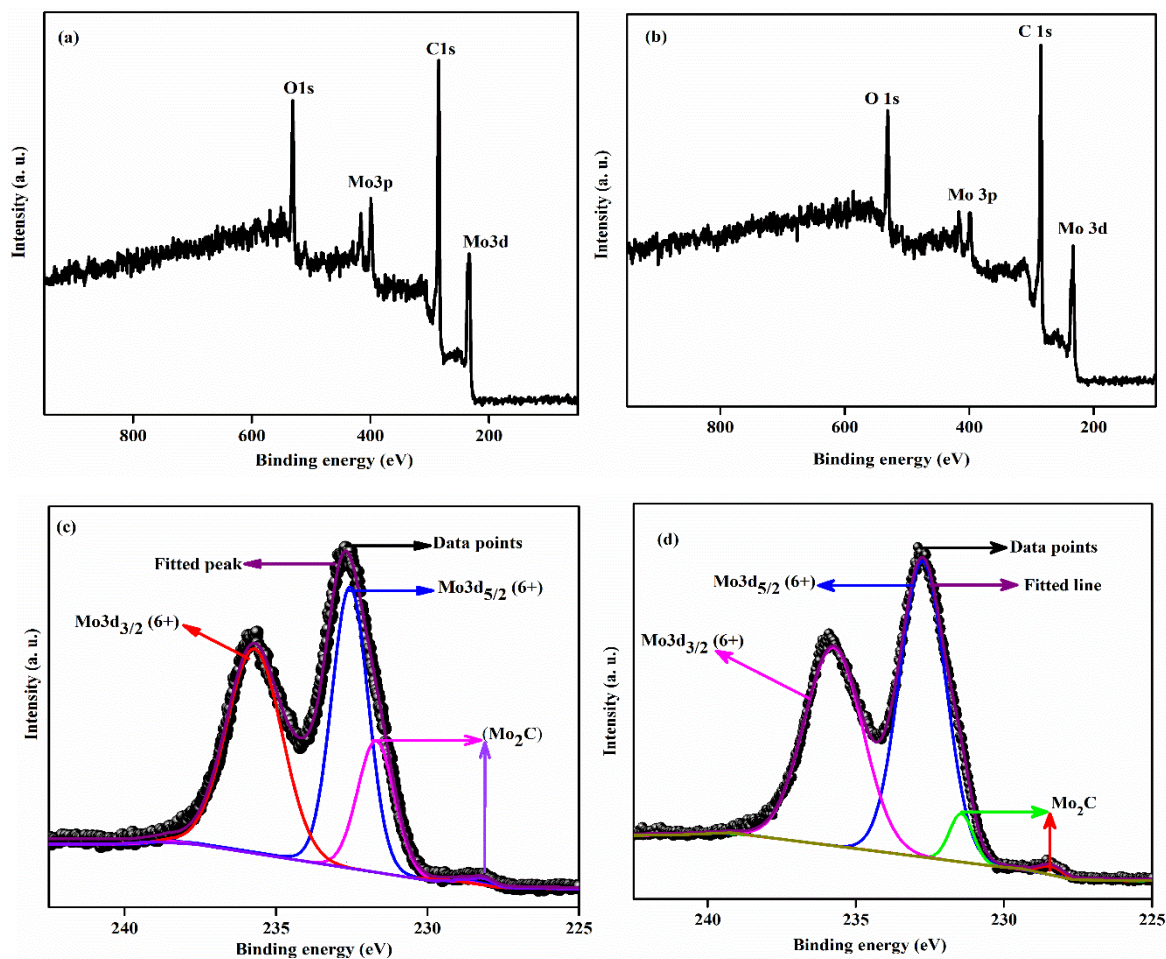 (a)
O1s
Mo3p
C1s
Mo3d
Intensity (a. u.)
800
600
400
200
Binding energy (eV)
(b)
O 1s
Mo 3p
C 1s
Mo 3d
Intensity (a. u.)
800
600
400
200
Binding energy (eV)
(c)
Data points
Fitted peak
Mo3d5/2 (6+)
Mo3d3/2 (6+)
(Mo2C)
Intensity (a. u.)
240
235
230
225
Binding energy (eV)
(d)
Data points
Mo3d5/2 (6+)
Fitted line
Mo3d3/2 (6+)
Mo2C
Intensity (a. u.)
240
235
230
225
Binding energy (eV)